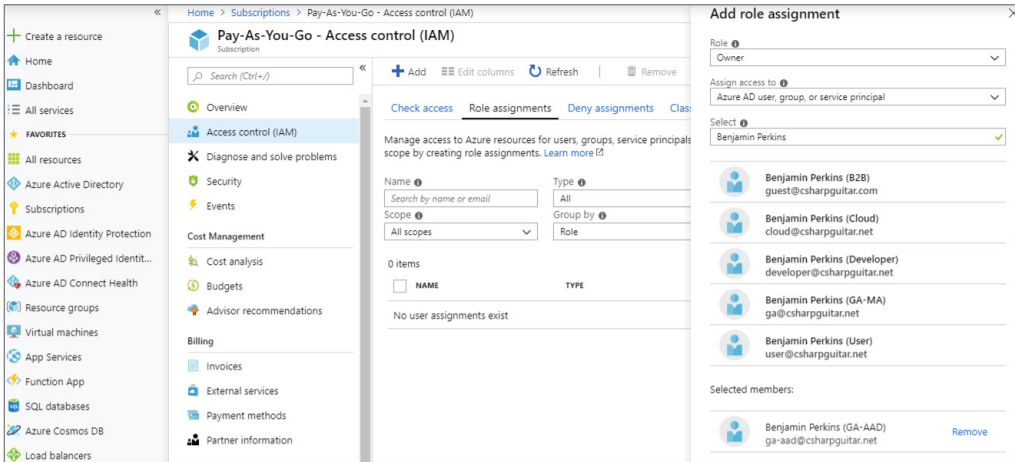 Home > Subscriptions > Pay-As-You-Go - Access control (IAM)
«
Create a resource
Home
Dashboard
All services
FAVORITES
All resources
Azure Active Directory
Subscriptions
Azure AD Identity Protection
Azure AD Privileged Identit...
Azure AD Connect Health
Resource groups
Virtual machines
App Services
Function App
SQL databases
Azure Cosmos DB
Load balancers
Pay-As-You-Go - Access control (IAM)
Subscription
Search (Ctrl+/)
«
Overview
Access control (IAM)
Diagnose and solve problems
Security
Events
Cost Management
Cost analysis
Budgets
Advisor recommendations
Billing
Invoices
External services
Payment methods
Partner information
Add Edit columns Refresh Remove
Check access Role assignments Deny assignments Clas
Manage access to Azure resources for users, groups, service principals
scope by creating role assignments. Learn more
Name Type
Search by name or email All
Scope Group by
All scopes Role
0 items
NAME TYPE
No user assignments exist
Add role assignment
Role
Owner
Assign access to
Azure AD user, group, or service principal
Select
Benjamin Perkins
Benjamin Perkins (B2B)
guest@csharpguitar.com
Benjamin Perkins (Cloud)
cloud@csharpguitar.net
Benjamin Perkins (Developer)
developer@csharpguitar.net
Benjamin Perkins (GA-MA)
ga@csharpguitar.net
Benjamin Perkins (User)
user@csharpguitar.net
Selected members:
Benjamin Perkins (GA-AAD)
ga-aad@csharpguitar.net
Remove